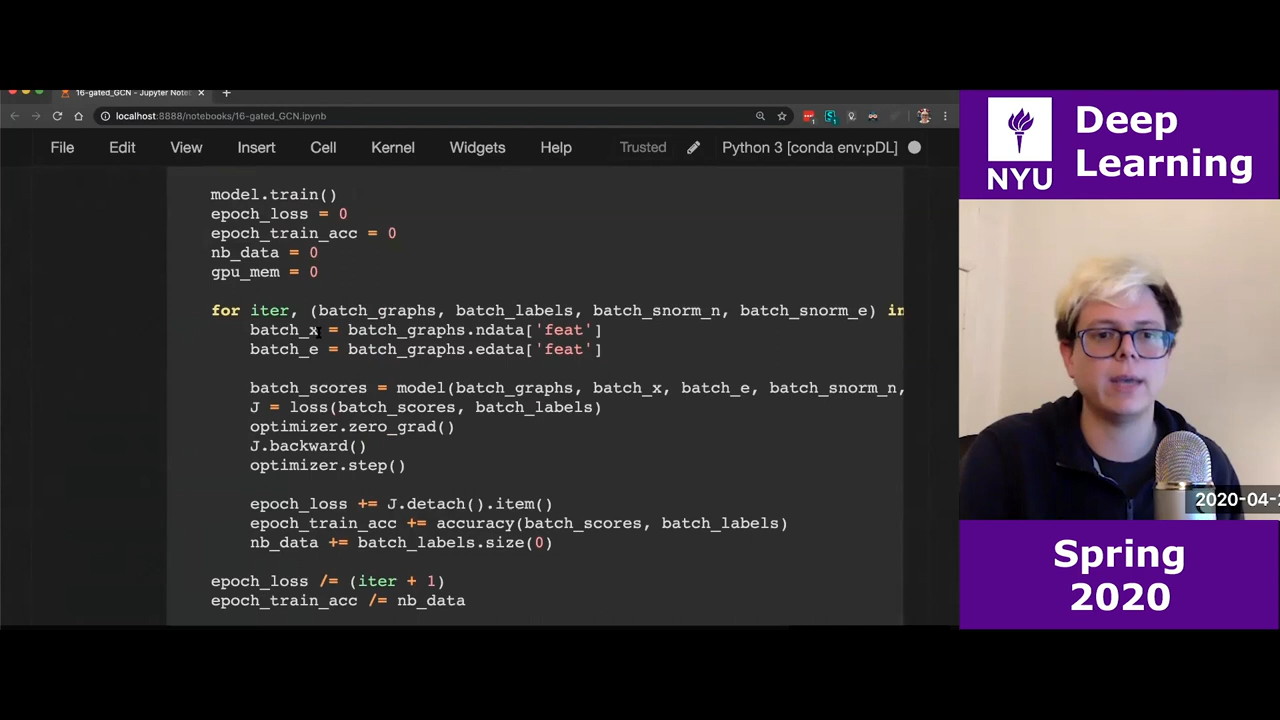 16-gated_GCN - Jupyter Note
localhost:8888/notebooks/16-gated_GCN.ipynb
File Edit View Insert Cell Kernel Widgets Help Trusted Python 3 [conda env:pDL]
model.train()
epoch_loss = 0
epoch_train_acc = 0
nb_data = 0
gpu_mem = 0
for iter, (batch_graphs, batch_labels, batch_snorm_n, batch_snorm_e) in
batch_x = batch_graphs.ndata['feat']
batch_e = batch_graphs.edata['feat']
batch_scores = model(batch_graphs, batch_x, batch_e, batch_snorm_n,
J = loss(batch_scores, batch_labels)
optimizer.zero_grad()
J.backward()
optimizer.step()
epoch_loss += J.detach().item()
epoch_train_acc += accuracy(batch_scores, batch_labels)
nb_data += batch_labels.size(0)
epoch_loss /= (iter + 1)
epoch_train_acc /= nb_data
NYU
Deep
Learning
2020-04-2
Spring
2020